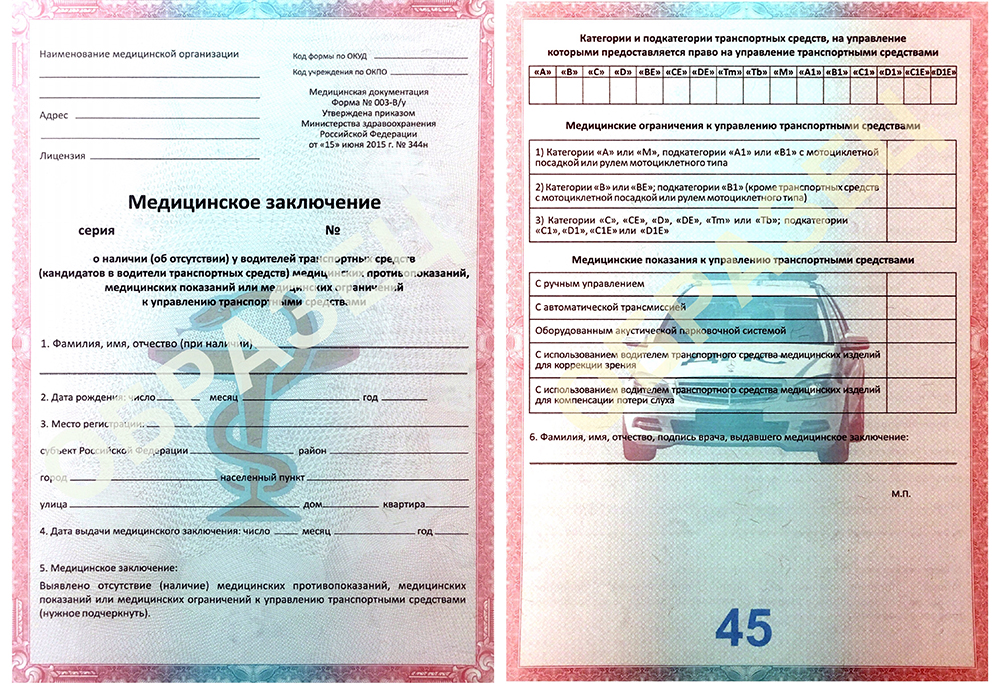 Наименование медицинской организации
Адрес
Лицензия
Код формы по ОКУД
Код учреждения по ОКПО
Медицинская документация
Форма № 003-В/у
Утверждена приказом
Министерства здравоохранения
Российской Федерации
от «15» июня 2015 г. № 344н
Медицинское заключение
серия №
о наличии (об отсутствии) у водителей транспортных средств
(кандидатов в водители транспортных средств) медицинских противопоказаний,
медицинских показаний или медицинских ограничений
к управлению транспортными средствами
1. Фамилия, имя, отчество (при наличии)
2. Дата рождения: число месяц год
3. Место регистрации:
субъект Российской Федерации район
город населенный пункт
улица дом квартира
4. Дата выдачи медицинского заключения: число месяц год
5. Медицинское заключение:
Выявлено отсутствие (наличие) медицинских противопоказаний, медицинских
показаний или медицинских ограничений к управлению транспортными средствами
(нужное подчеркнуть).
ОБРАЗЕЦ
Категории и подкатегории транспортных средств, на управление
которыми предоставляется право на управление транспортными средствами
«A» «B» «C» «D» «BE» «CE» «DE» «Tm» «Tb» «M» «A1» «B1» «C1» «D1» «C1E» «D1E»
Медицинские ограничения к управлению транспортными средствами
1) Категории «A» или «M», подкатегории «A1» или «B1» с мотоциклетной
посадкой или рулем мотоциклетного типа
2) Категории «B» или «BE»; подкатегории «B1» (кроме транспортных средств
с мотоциклетной посадкой или рулем мотоциклетного типа)
3) Категории «C», «CE», «D», «DE», «Tm» или «Tb»; подкатегории
«C1», «D1», «C1E» или «D1E»
Медицинские показания к управлению транспортными средствами
С ручным управлением
С автоматической трансмиссией
Оборудованным акустической парковочной системой
С использованием водителем транспортного средства медицинских изделий
для коррекции зрения
С использованием водителем транспортного средства медицинских изделий
для компенсации потери слуха
6. Фамилия, имя, отчество, подпись врача, выдавшего медицинское заключение:
М.П.
45
ОБРАЗЕЦ